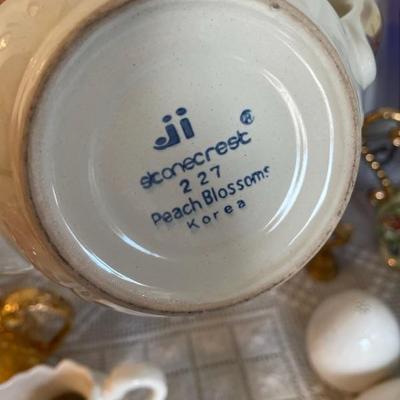 ji
stonecrest ®
227
Peach Blossoms
Korea